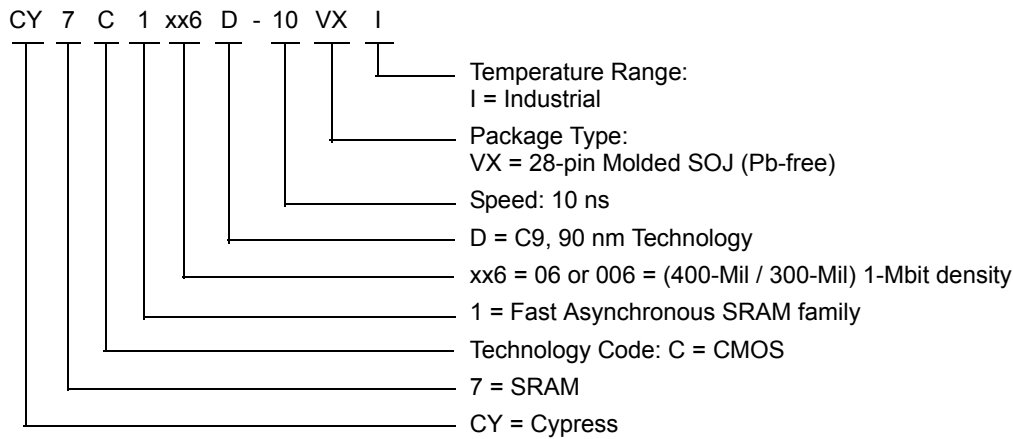 CY 7 C 1 xx6 D - 10 VX I
Temperature Range:
I = Industrial
Package Type:
VX = 28-pin Molded SOJ (Pb-free)
Speed: 10 ns
D = C9, 90 nm Technology
xx6 = 06 or 006 = (400-Mil / 300-Mil) 1-Mbit density
1 = Fast Asynchronous SRAM family
Technology Code: C = CMOS
7 = SRAM
CY = Cypress